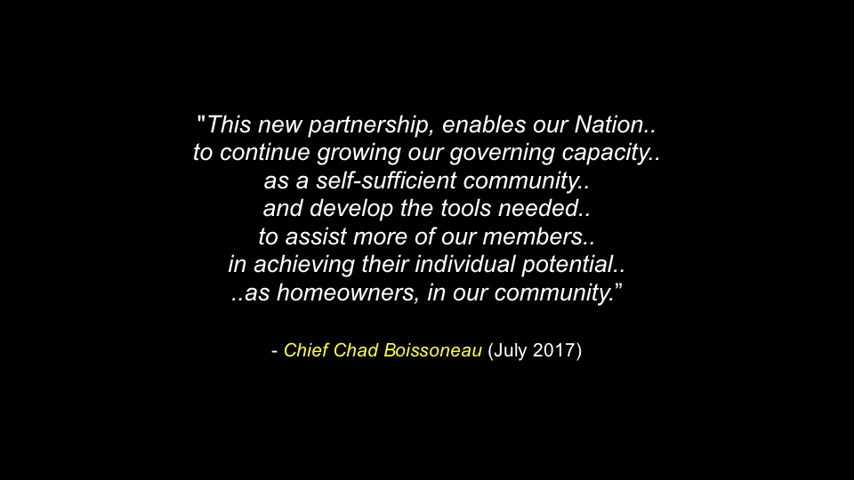 "This new partnership, enables our Nation..
to continue growing our governing capacity..
as a self-sufficient community..
and develop the tools needed..
to assist more of our members..
in achieving their individual potential..
..as homeowners, in our community.”
- Chief Chad Boissoneau (July 2017)